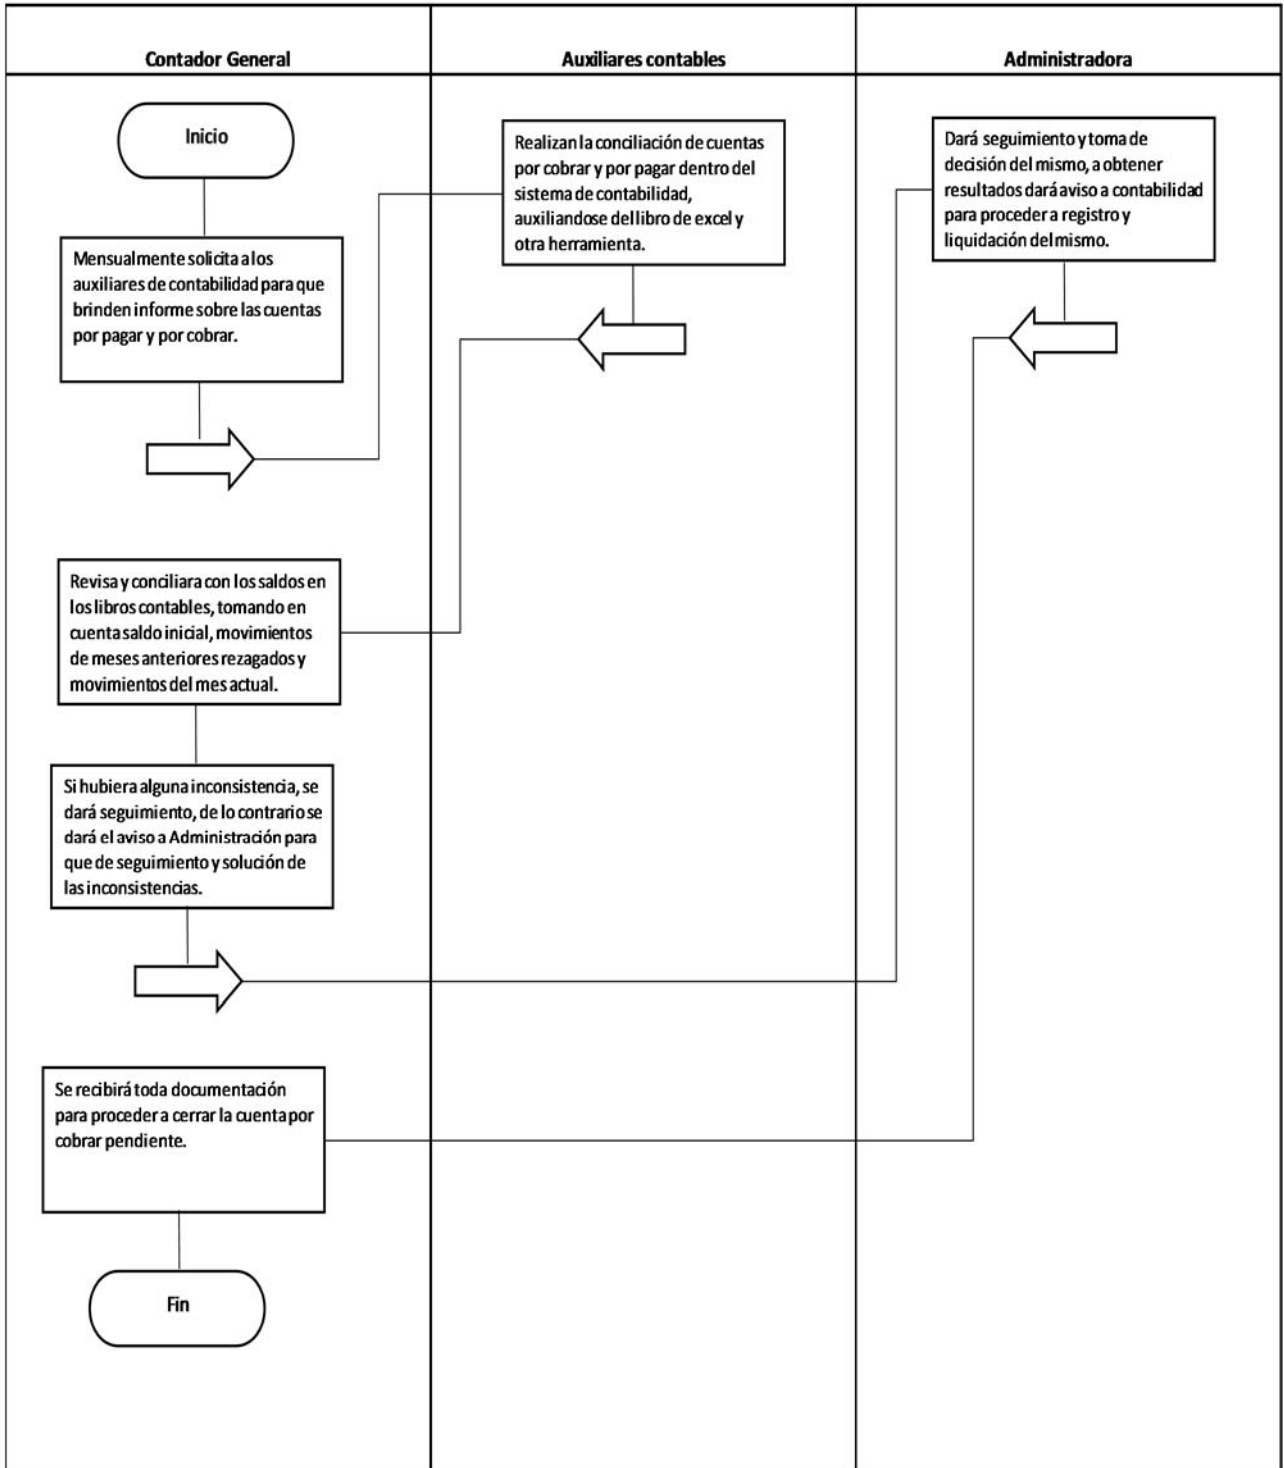 Contador General
Auxiliares contables
Administradora
Inicio
Mensualmente solicita a los
auxiliares de contabilidad para que
brinden informe sobre las cuentas
por pagar y por cobrar.
Realizan la conciliación de cuentas
por cobrar y por pagar dentro del
sistema de contabilidad,
auxiliandose del libro de excel y
otra herramienta.
Dará seguimiento y toma de
decisión del mismo, a obtener
resultados dará aviso a contabilidad
para proceder a registro y
liquidación del mismo.
Revisa y conciliara con los saldos en
los libros contables, tomando en
cuenta saldo inicial, movimientos
de meses anteriores rezagados y
movimientos del mes actual.
Si hubiera alguna inconsistencia, se
dará seguimiento, de lo contrario se
dará el aviso a Administración para
que de seguimiento y solución de
las inconsistencias.
Se recibirá toda documentación
para proceder a cerrar la cuenta por
cobrar pendiente.
Fin